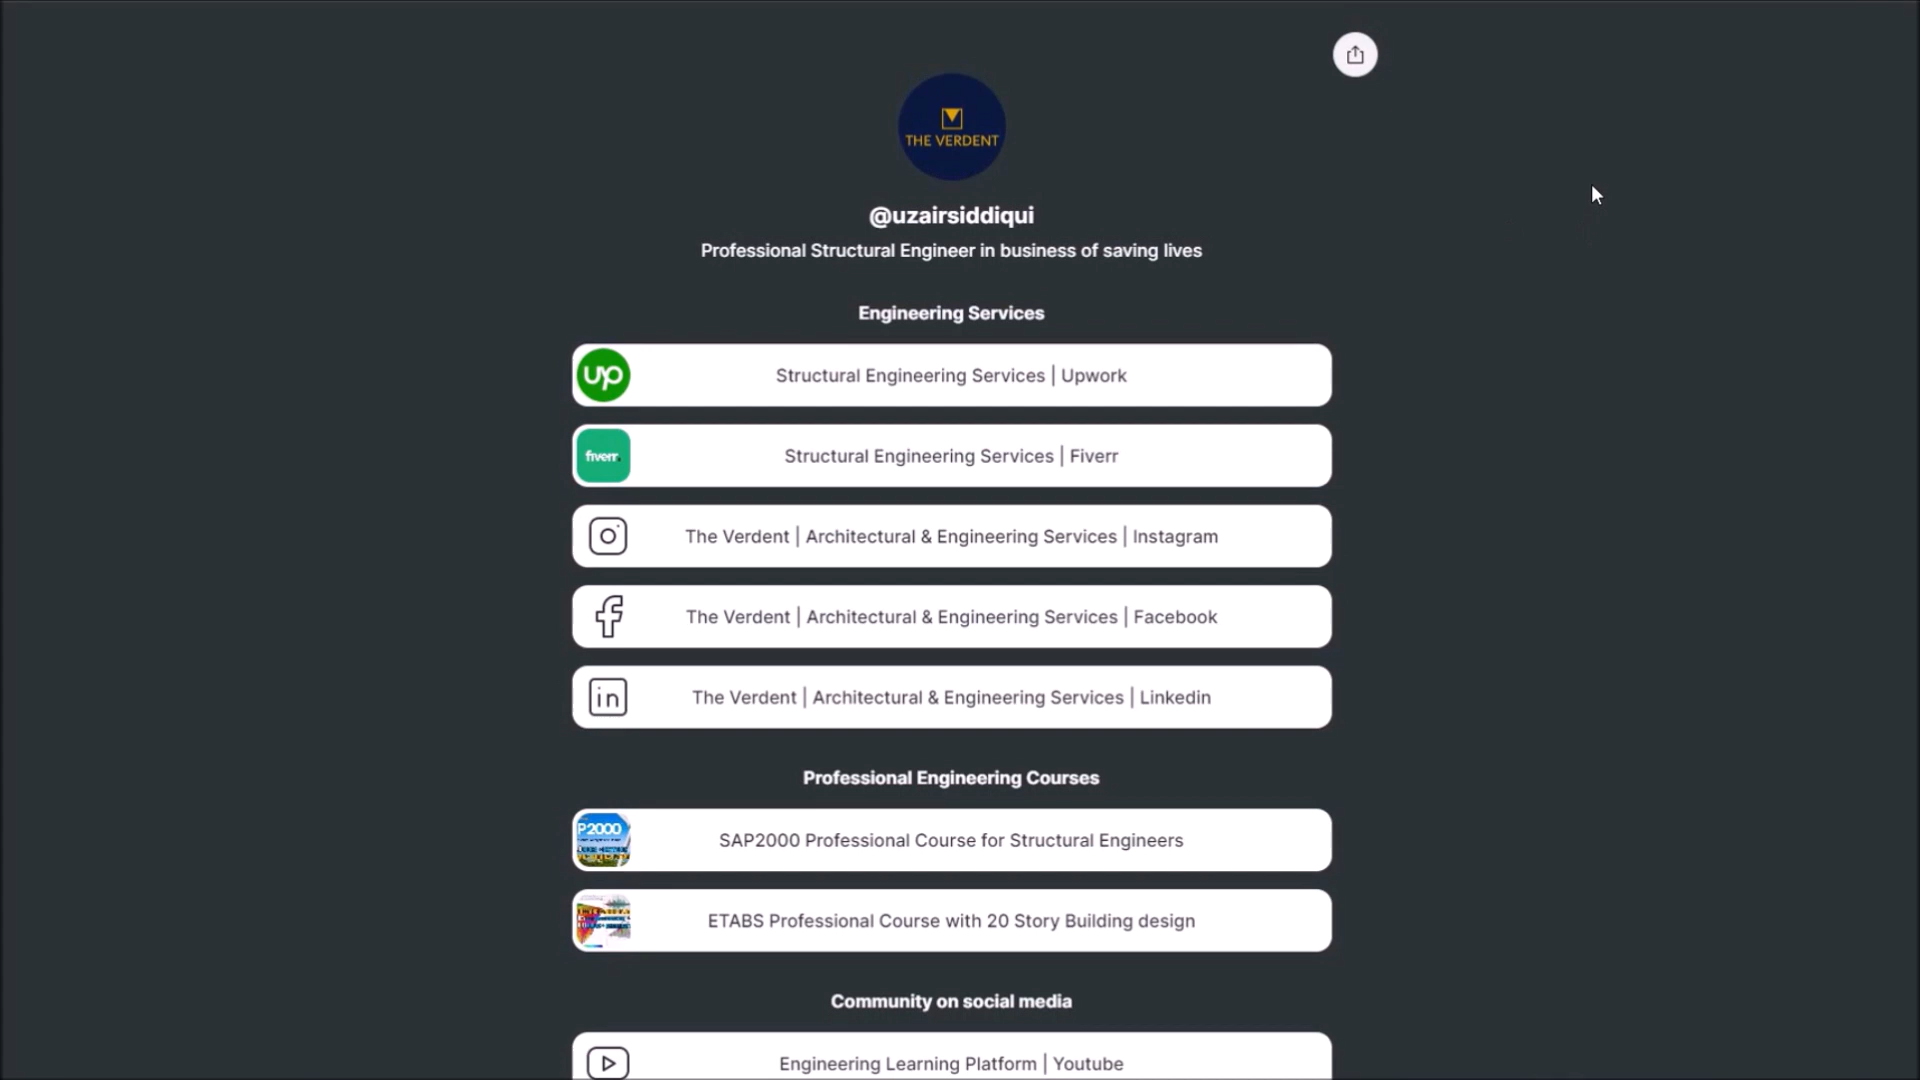 THE VERDENT
@uzairsiddiqui
Professional Structural Engineer in business of saving lives
Engineering Services
up
Structural Engineering Services | Upwork
fiverr.
Structural Engineering Services | Fiverr
The Verdent | Architectural & Engineering Services | Instagram
The Verdent | Architectural & Engineering Services | Facebook
in
The Verdent | Architectural & Engineering Services | Linkedin
Professional Engineering Courses
P2000
SAP2000 Professional Course for Structural Engineers
ETABS Professional Course with 20 Story Building design
Community on social media
Engineering Learning Platform | Youtube